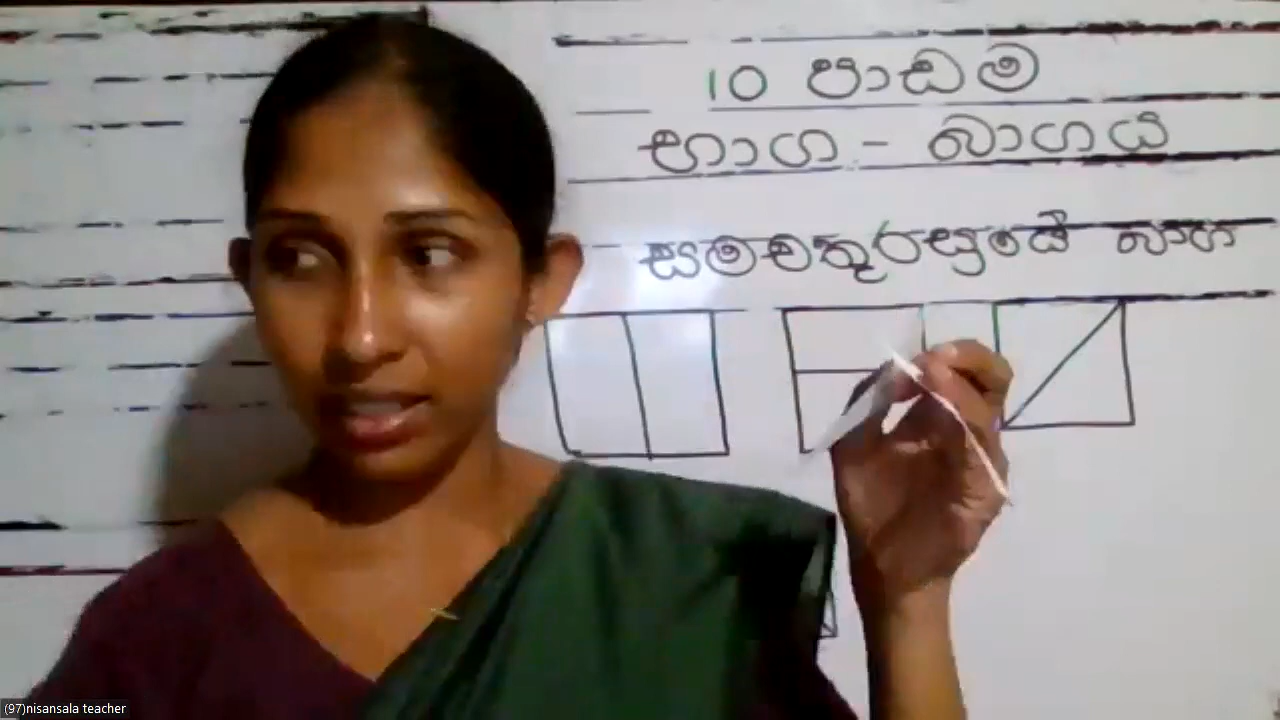 10 පාඩම
භාග - බාගය
සමචතුරස්‍රයේ බාග
(97)nisansala teacher